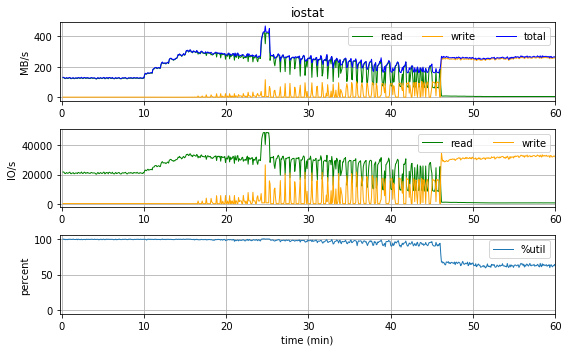 iostat
400
200
0
MB/s
read write total
0 10 20 30 40 50 60
40000
20000
0
IO/s
read write
0 10 20 30 40 50 60
100
50
0
percent
%util
0 10 20 30 40 50 60
time (min)